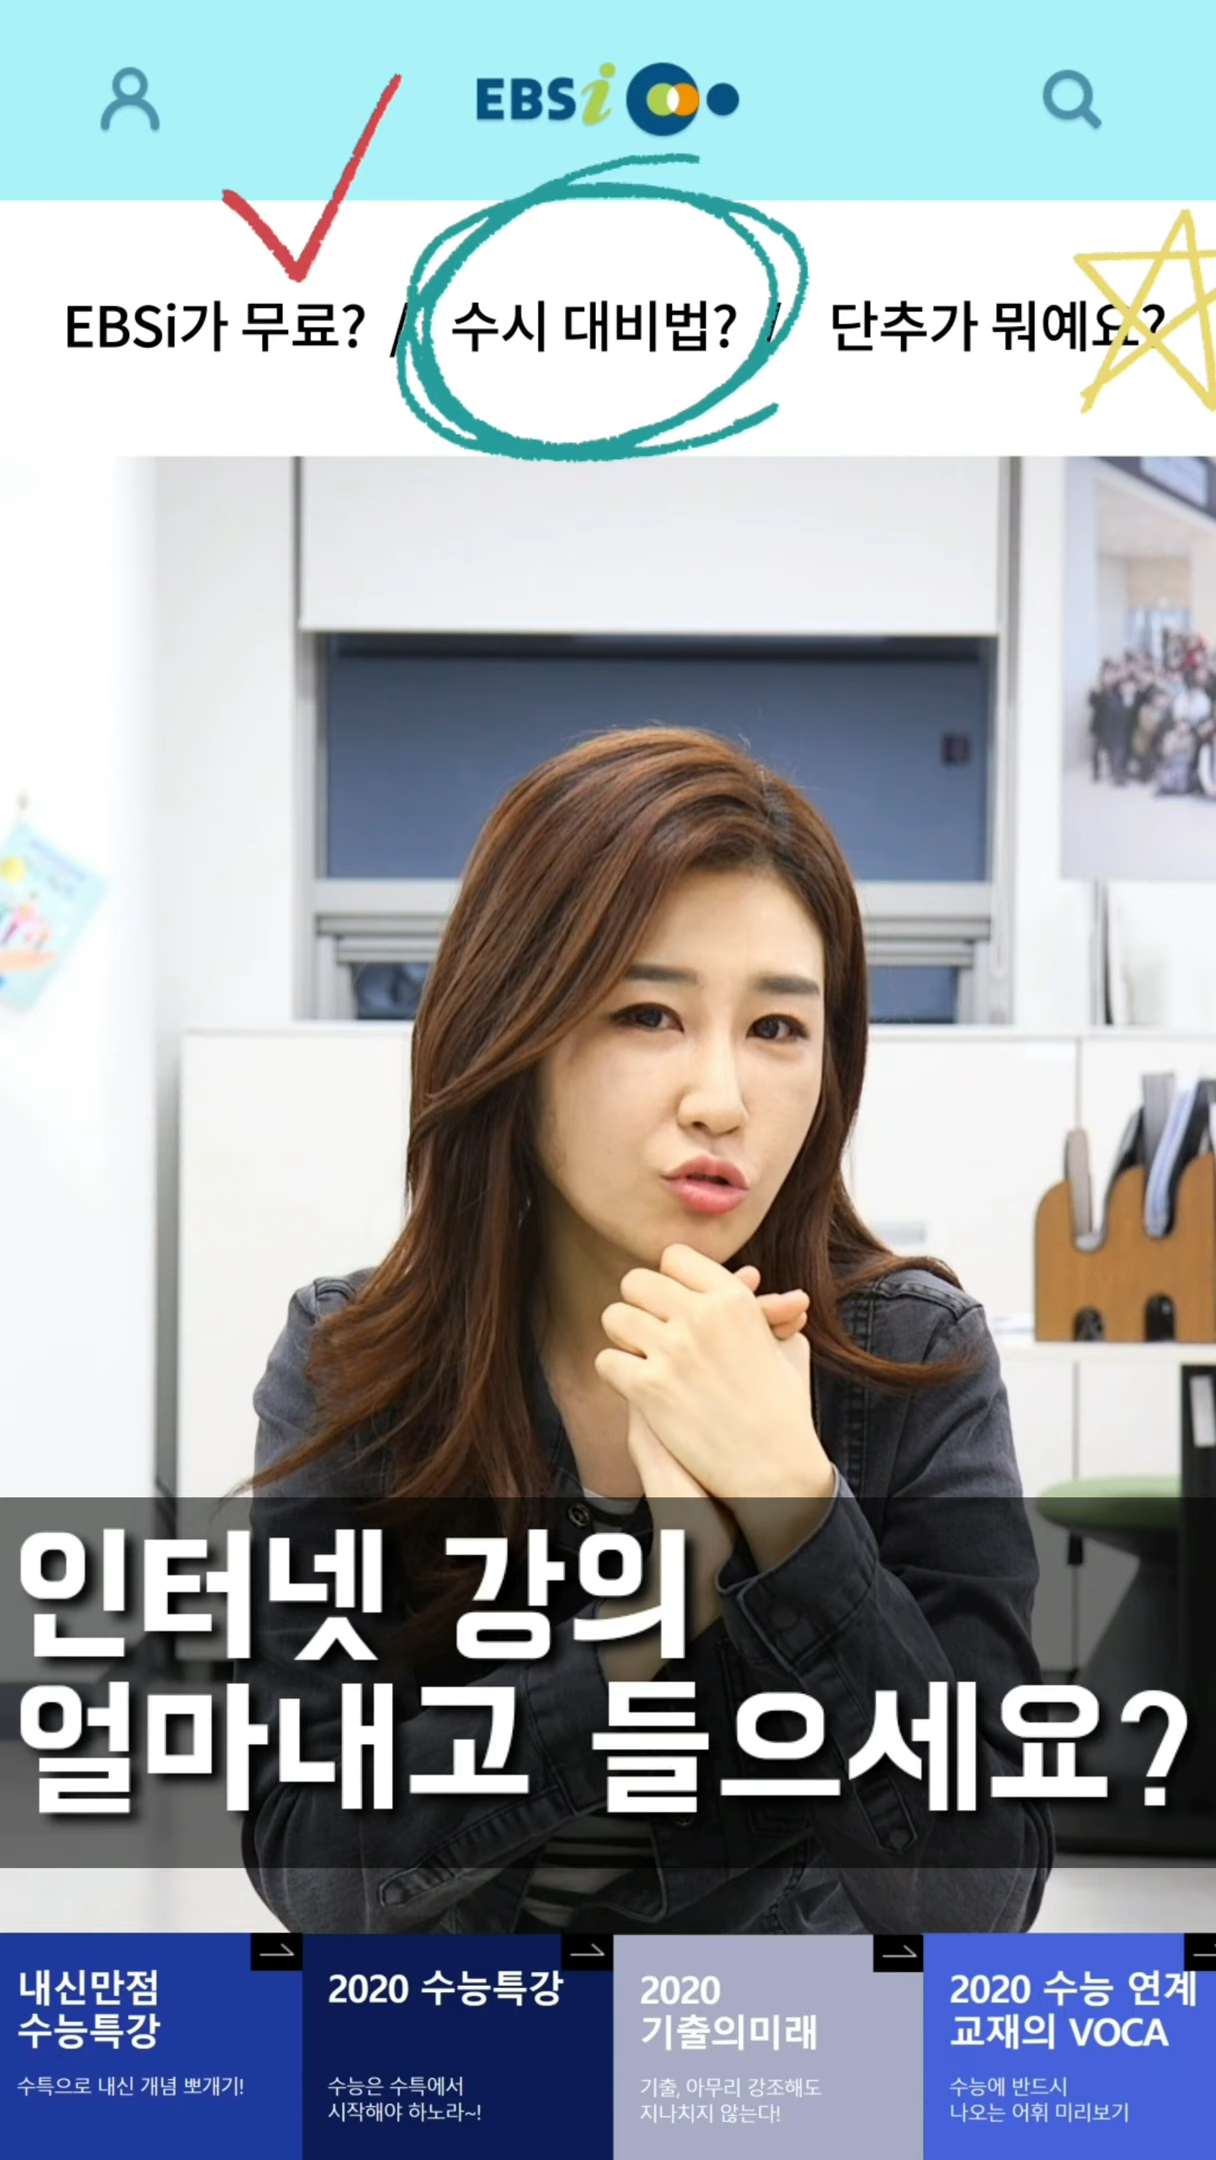 EBSi
EBSi가 무료? / 수시 대비법? / 단추가 뭐예요?
인터넷 강의
얼마내고 들으세요?
내신만점
수능특강
수특으로 내신 개념 뽀개기!
2020 수능특강
수능은 수특에서
시작해야 하노라~!
2020
기출의미래
기출, 아무리 강조해도
지나치지 않는다!
2020 수능 연계
교재의 VOCA
수능에 반드시
나오는 어휘 미리보기